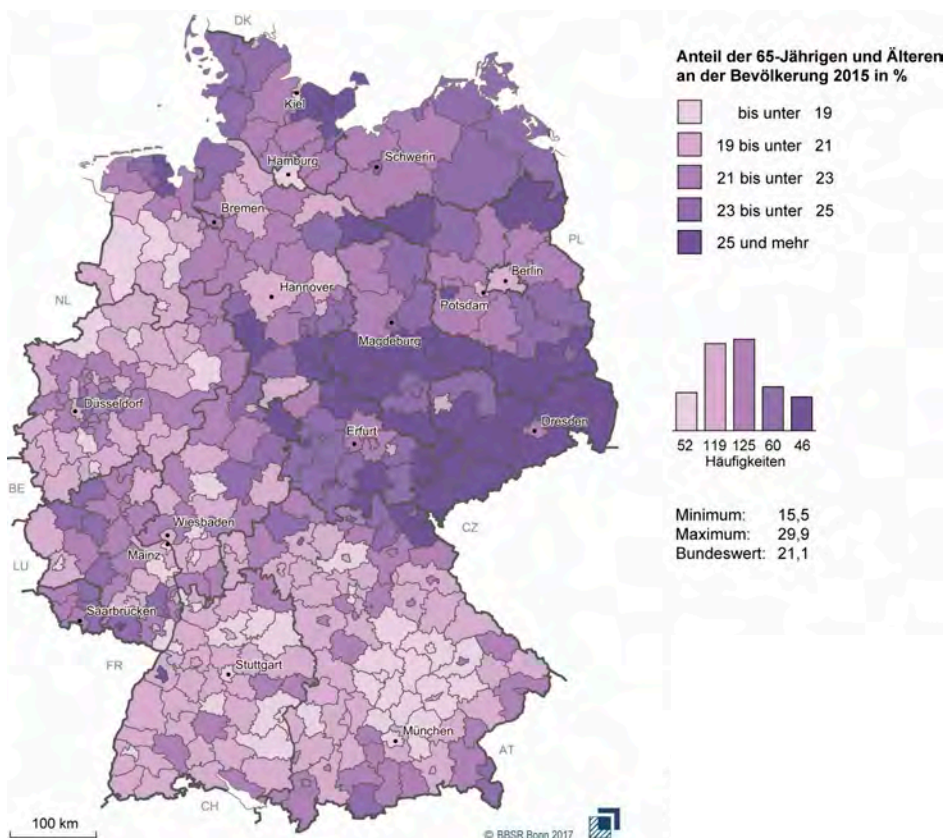 DK
Kiel
Hamburg
Schwerin
Bremen
PL
Berlin
NL
Hannover
Potsdam
Magdeburg
Düsseldorf
Erfurt
Dresden
BE
Wiesbaden
CZ
Mainz
LU
Saarbrücken
FR
Stuttgart
München
AT
CH
100 km
© BBSR Bonn 2017
Anteil der 65-Jährigen und Älteren
an der Bevölkerung 2015 in %
bis unter 19
19 bis unter 21
21 bis unter 23
23 bis unter 25
25 und mehr
52 119 125 60 46
Häufigkeiten
Minimum: 15,5
Maximum: 29,9
Bundeswert: 21,1